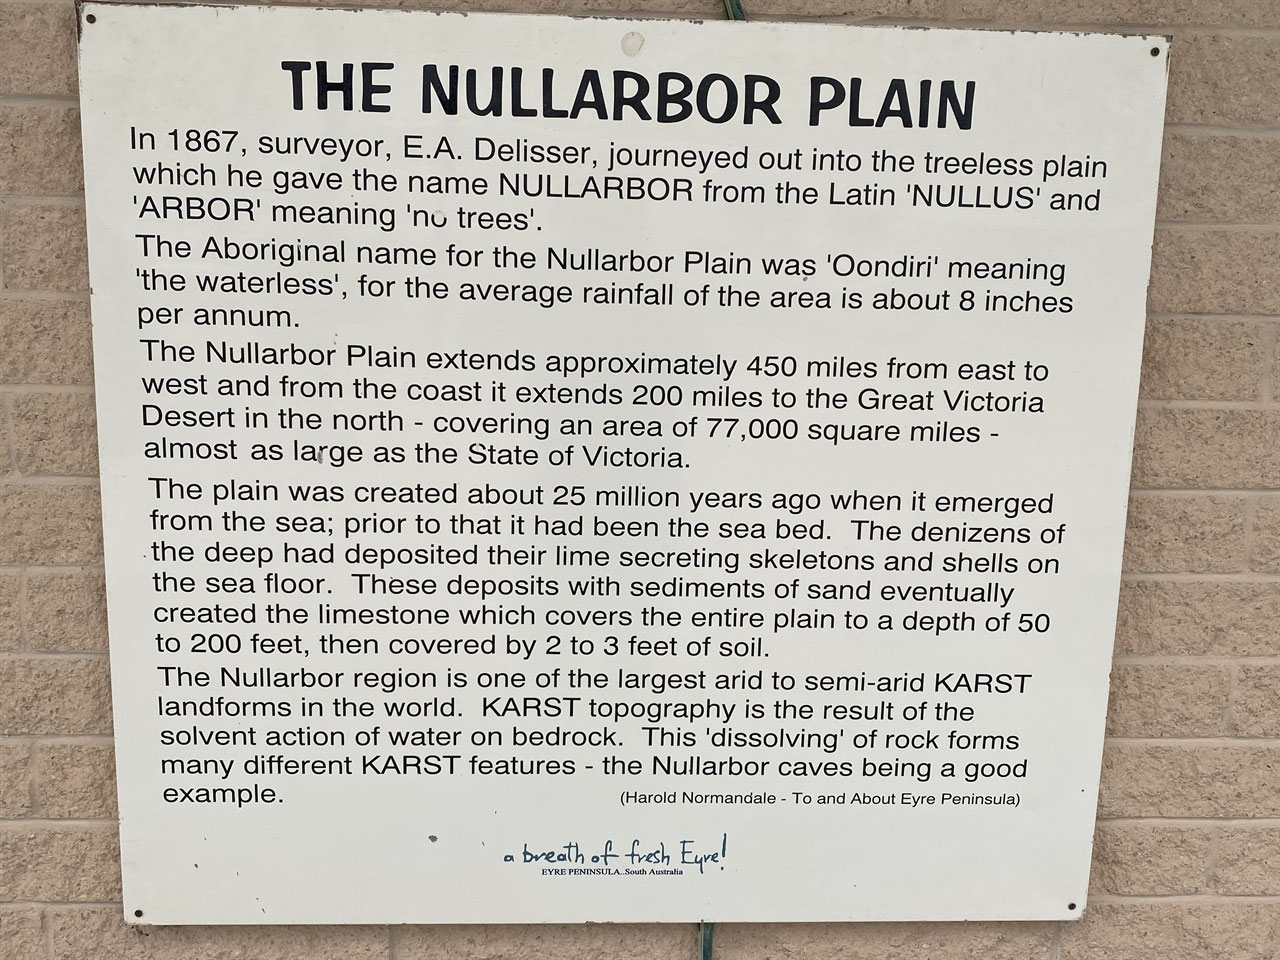 THE NULLARBOR PLAIN
In 1867, surveyor, E.A. Delisser, journeyed out into the treeless plain
which he gave the name NULLARBOR from the Latin 'NULLUS' and
'ARBOR' meaning 'no trees'.
The Aboriginal name for the Nullarbor Plain was 'Oondiri' meaning
'the waterless', for the average rainfall of the area is about 8 inches
per annum.
The Nullarbor Plain extends approximately 450 miles from east to
west and from the coast it extends 200 miles to the Great Victoria
Desert in the north - covering an area of 77,000 square miles -
almost as large as the State of Victoria.
The plain was created about 25 million years ago when it emerged
from the sea; prior to that it had been the sea bed.  The denizens of
the deep had deposited their lime secreting skeletons and shells on
the sea floor.  These deposits with sediments of sand eventually
created the limestone which covers the entire plain to a depth of 50
to 200 feet, then covered by 2 to 3 feet of soil.
The Nullarbor region is one of the largest arid to semi-arid KARST
landforms in the world.  KARST topography is the result of the
solvent action of water on bedrock.  This 'dissolving' of rock forms
many different KARST features - the Nullarbor caves being a good
example.
(Harold Normandale - To and About Eyre Peninsula)
a breath of fresh Eyre!
EYRE PENINSULA..South Australia